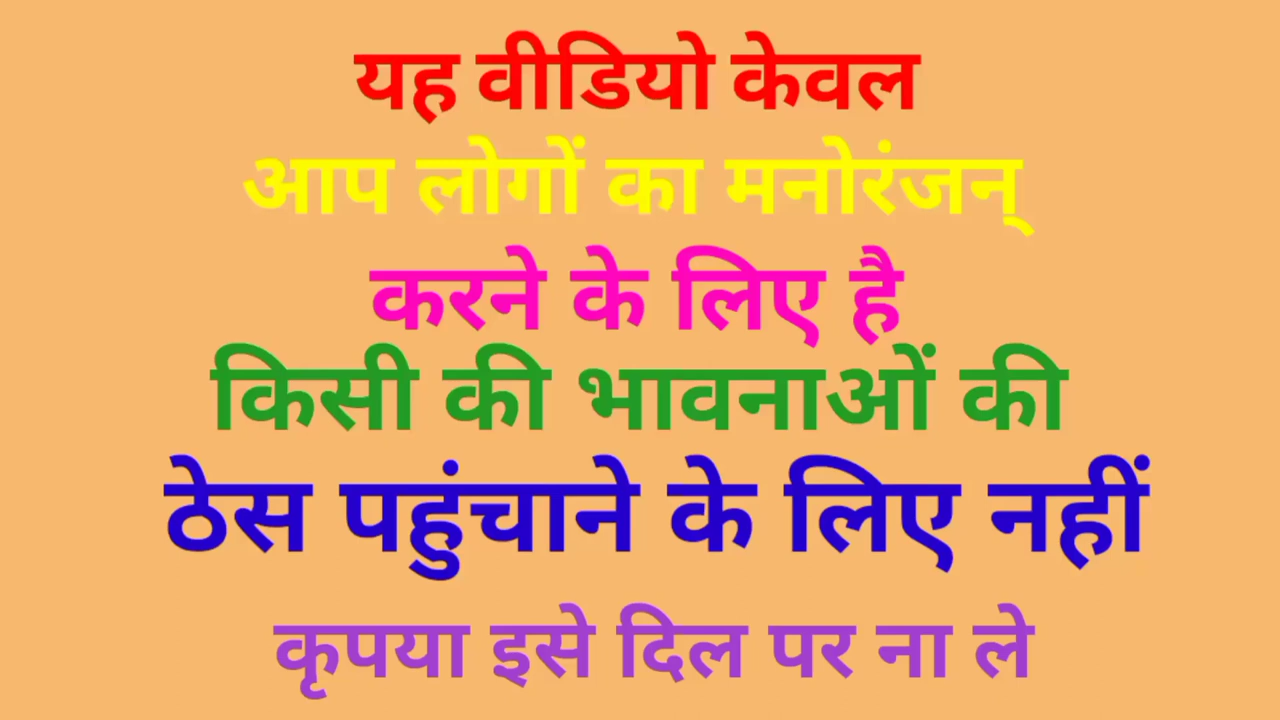 यह वीडियो केवल
आप लोगों का मनोरंजन्
करने के लिए है
किसी की भावनाओं की
ठेस पहुंचाने के लिए नहीं
कृपया इसे दिल पर ना ले